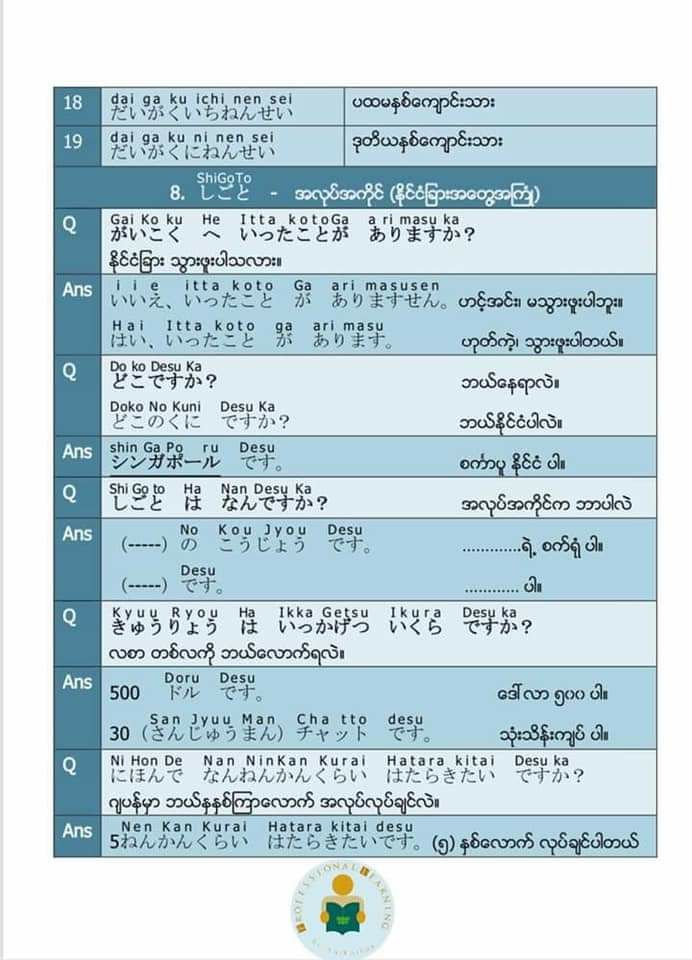 18
dai ga ku ichi nen sei
だいがくいちねんせい
ပထမနှစ်ကျောင်းသား
19
dai ga ku ni nen sei
だいがくにねんせい
ဒုတိယနှစ်ကျောင်းသား
ShiGoTo
8. しごと - အလုပ်အကိုင် (နိုင်ငံခြားအတွေ့အကြုံ)
Q
Gai Ko ku He Itta kotoGa a ri masu ka
がいこく へ いったことが ありますか?
နိုင်ငံခြား သွားဖူးပါသလား။
Ans
i i e itta koto Ga ari masusen
いいえ、いったこと が ありますせん。 ဟင့်အင်း၊ မသွားဖူးပါဘူး။
Hai Itta koto ga ari masu
はい、いったこと が あります。 ဟုတ်ကဲ့၊ သွားဖူးပါတယ်။
Q
Do ko Desu Ka
どこですか? ဘယ်နေရာလဲ။
Doko No Kuni Desu Ka
どこのくに ですか? ဘယ်နိုင်ငံပါလဲ။
Ans
shin Ga Po ru Desu
シンガポール です。 စင်္ကာပူ နိုင်ငံ ပါ။
Q
Shi Go to Ha Nan Desu Ka
しごと は なんですか? အလုပ်အကိုင်က ဘာပါလဲ
Ans
No Kou Jyou Desu
(-----) の こうじょう です。 ............ရဲ့ စက်ရုံ ပါ။
Desu
(-----) です。 ............ ပါ။
Q
Kyuu Ryou Ha Ikka Getsu Ikura Desu ka
きゅうりょう は いっかげつ いくら ですか?
လစာ တစ်လကို ဘယ်လောက်ရလဲ။
Ans
Doru Desu
500 ドル です。 ဒေါ်လာ ၅၀၀ ပါ။
San Jyuu Man Cha tto desu
30 (さんじゅうまん) チャット です。 သုံးသိန်းကျပ် ပါ။
Q
Ni Hon De Nan NinKan Kurai Hatara kitai Desu ka
にほんで なんねんかんくらい はたらきたい ですか?
ဂျပန်မှာ ဘယ်နှနှစ်ကြာလောက် အလုပ်လုပ်ချင်လဲ။
Ans
Nen Kan Kurai Hatara kitai desu
5ねんかんくらい はたらきたいです。 (၅) နှစ်လောက် လုပ်ချင်ပါတယ်
PROFESSIONAL LEARNING